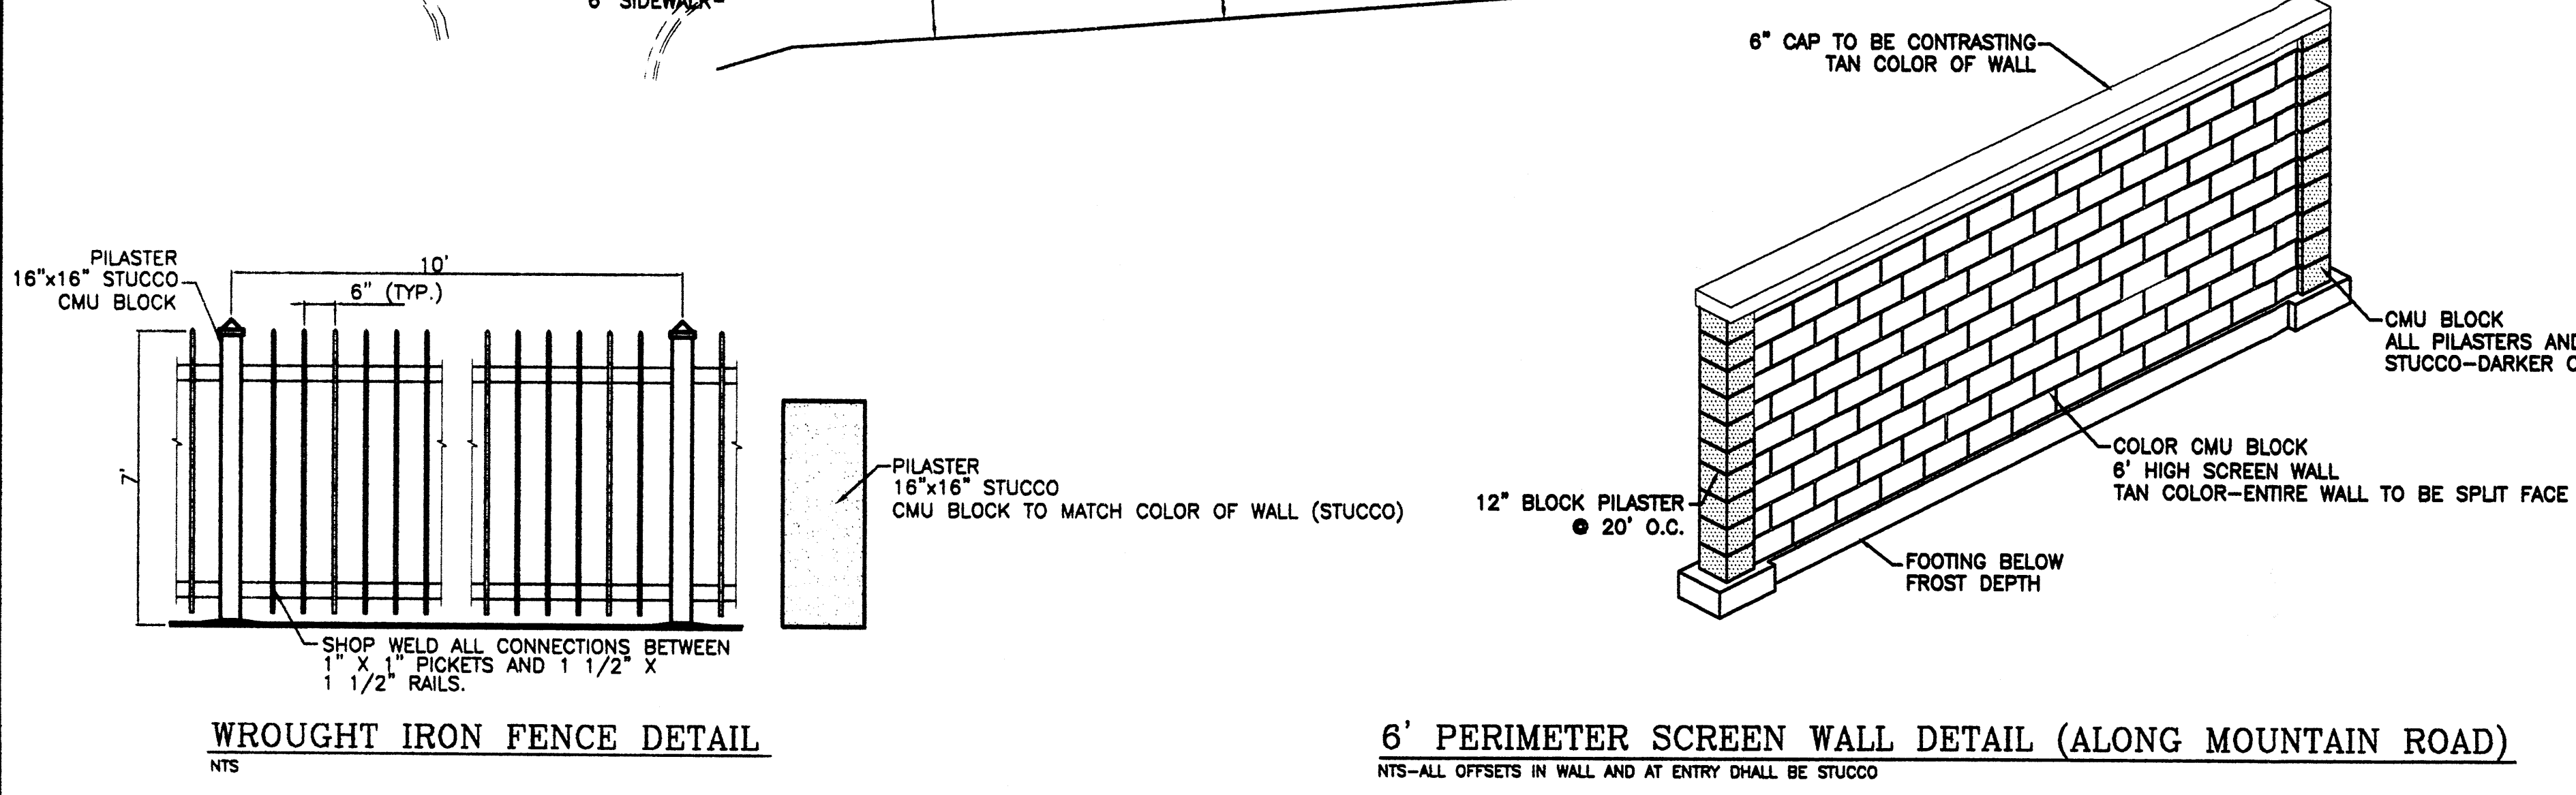 6' SIDEWALK
PILASTER
16"x16" STUCCO
CMU BLOCK
10'
6" (TYP.)
7'
SHOP WELD ALL CONNECTIONS BETWEEN
1" X 1" PICKETS AND 1 1/2" X
1 1/2" RAILS.
WROUGHT IRON FENCE DETAIL
NTS
PILASTER
16"x16" STUCCO
CMU BLOCK TO MATCH COLOR OF WALL (STUCCO)
6" CAP TO BE CONTRASTING
TAN COLOR OF WALL
CMU BLOCK
ALL PILASTERS AND
STUCCO-DARKER
COLOR CMU BLOCK
6' HIGH SCREEN WALL
TAN COLOR-ENTIRE WALL TO BE SPLIT FACE
12" BLOCK PILASTER
@ 20' O.C.
FOOTING BELOW
FROST DEPTH
6' PERIMETER SCREEN WALL DETAIL (ALONG MOUNTAIN ROAD)
NTS-ALL OFFSETS IN WALL AND AT ENTRY DHALL BE STUCCO